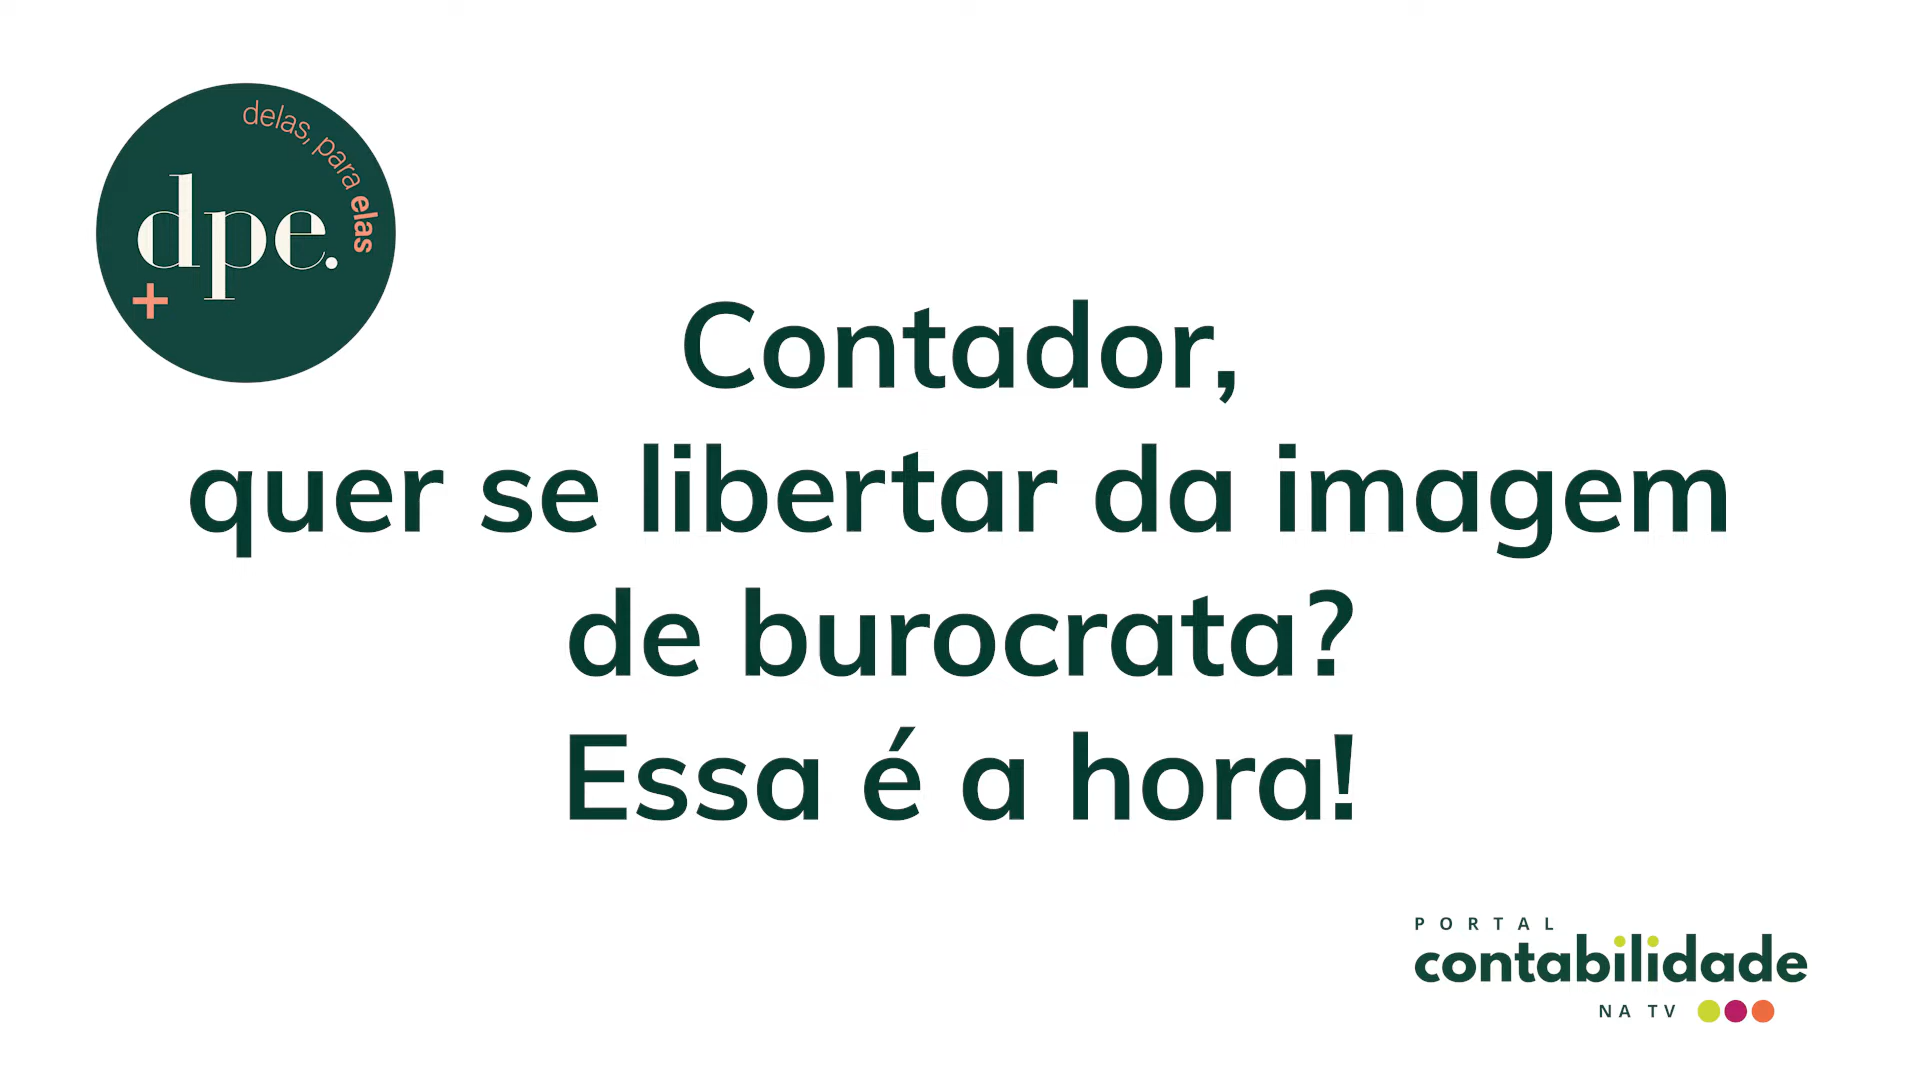 delas, para elas
dpe.
+
Contador,
quer se libertar da imagem
de burocrata?
Essa é a hora!
PORTAL
contabilidade
NA TV